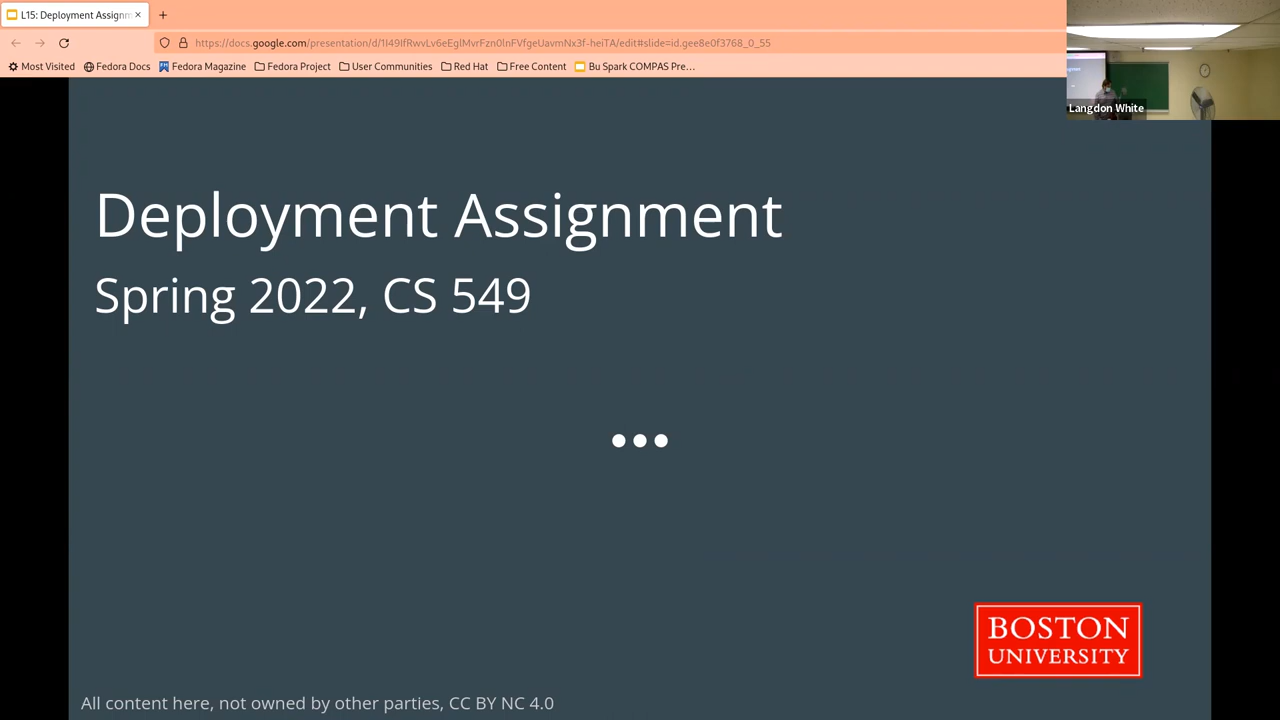 L15: Deployment Assignm
https://docs.google.com/presentation/d/1I49IfRwvLv6eEglMvrFzn0lnFVfgeUavmNx3f-heiTA/edit#slide=id.gee8e0f3768_0_55
Most Visited Fedora Docs Fedora Magazine Fedora Project User Communities Red Hat Free Content Bu Spark COMPAS Pre…
Langdon White
Deployment Assignment
Spring 2022, CS 549
BOSTON
UNIVERSITY
All content here, not owned by other parties, CC BY NC 4.0